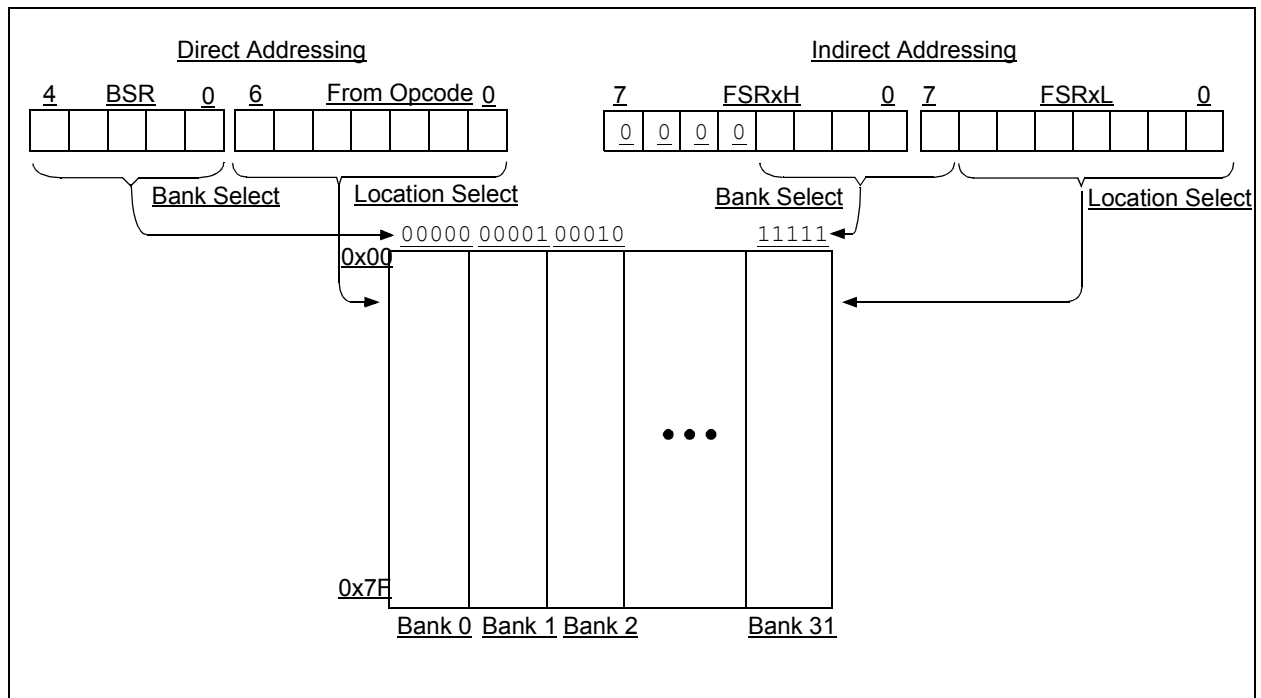 Direct Addressing
Indirect Addressing
4 BSR 0 6 From Opcode 0
7 FSRxH 0 7 FSRxL 0
0 0 0 0
Bank Select
Location Select
Bank Select
Location Select
00000 00001 00010 11111
0x00
0x7F
Bank 0 Bank 1 Bank 2 Bank 31